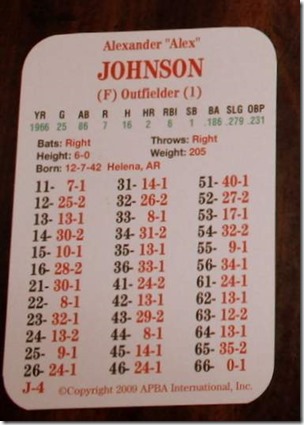 Alexander "Alex"
JOHNSON
(F) Outfielder (1)
YR G AB R H HR RBI SB BA SLG OBP
1966 25 86 7 16 2 6 1 .186 .279 .231
Bats: Right Throws: Right
Height: 6-0 Weight: 205
Born: 12-7-42 Helena, AR
11- 7-1 31- 14-1 51- 40-1
12- 25-2 32- 26-2 52- 27-2
13- 13-1 33- 8-1 53- 17-1
14- 30-2 34- 31-2 54- 32-2
15- 10-1 35- 13-1 55- 9-1
16- 28-2 36- 33-1 56- 34-1
21- 30-1 41- 24-2 61- 24-1
22- 8-1 42- 13-1 62- 13-1
23- 32-1 43- 29-2 63- 12-2
24- 13-2 44- 8-1 64- 13-1
25- 9-1 45- 14-1 65- 35-2
26- 24-1 46- 24-1 66- 0-1
J-4 ©Copyright 2009 APBA International, Inc.